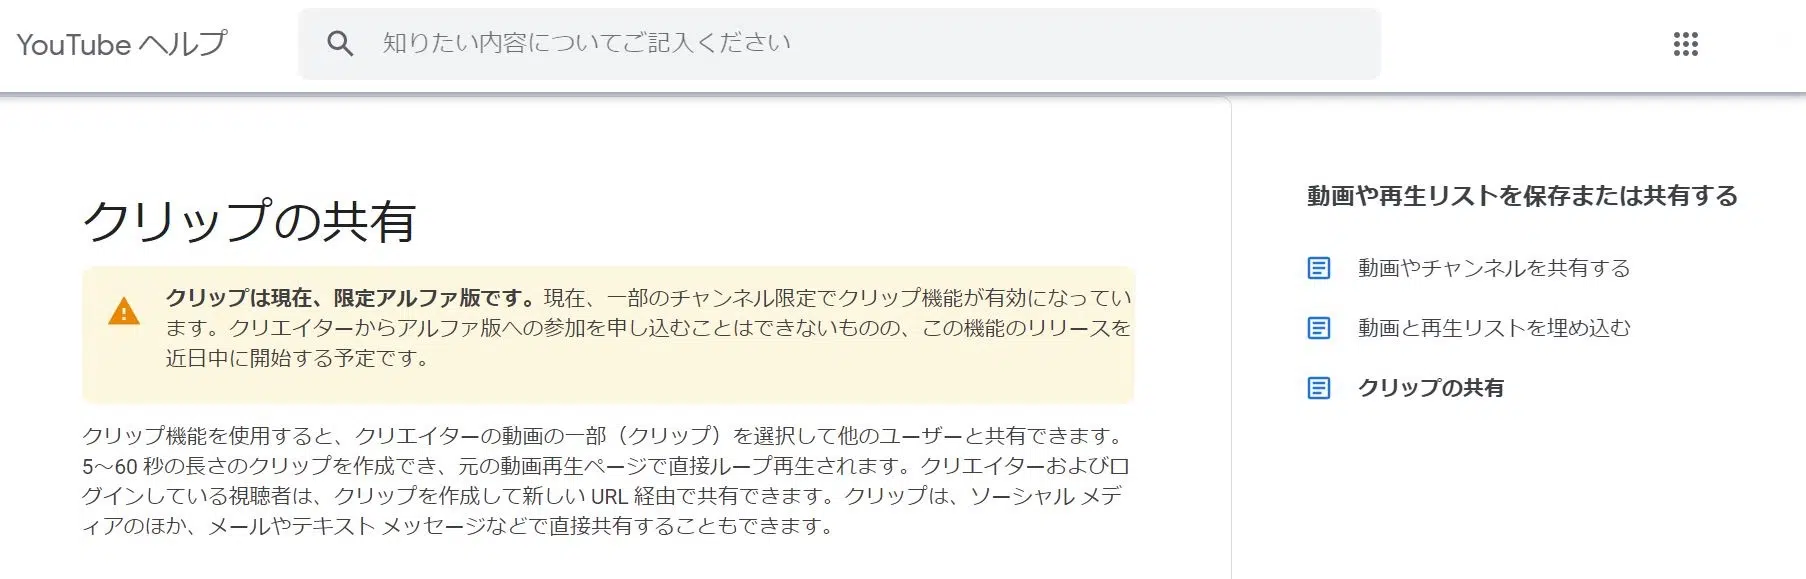 YouTube ヘルプ
知りたい内容についてご記入ください
クリップの共有
クリップは現在、限定アルファ版です。現在、一部のチャンネル限定でクリップ機能が有効になってい
ます。クリエイターからアルファ版への参加を申し込むことはできないものの、この機能のリリースを
近日中に開始する予定です。
クリップ機能を使用すると、クリエイターの動画の一部（クリップ）を選択して他のユーザーと共有できます。
5～60 秒の長さのクリップを作成でき、元の動画再生ページで直接ループ再生されます。クリエイターおよびロ
グインしている視聴者は、クリップを作成して新しい URL 経由で共有できます。クリップは、ソーシャル メデ
ィアのほか、メールやテキスト メッセージなどで直接共有することもできます。
動画や再生リストを保存または共有する
動画やチャンネルを共有する
動画と再生リストを埋め込む
クリップの共有